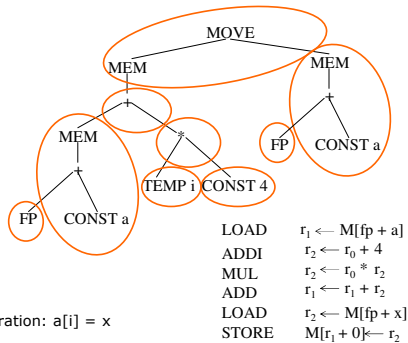 MOVE
MEM MEM
+ +
MEM * FP CONST a
+ TEMP i CONST 4
FP CONST a
LOAD r₁ ← M[fp + a]
ADDI r₂ ← r₀ + 4
MUL r₂ ← r₀ * r₂
ADD r₁ ← r₁ + r₂
LOAD r₂ ← M[fp + x]
STORE M[r₁ + 0] ← r₂
ration: a[i] = x